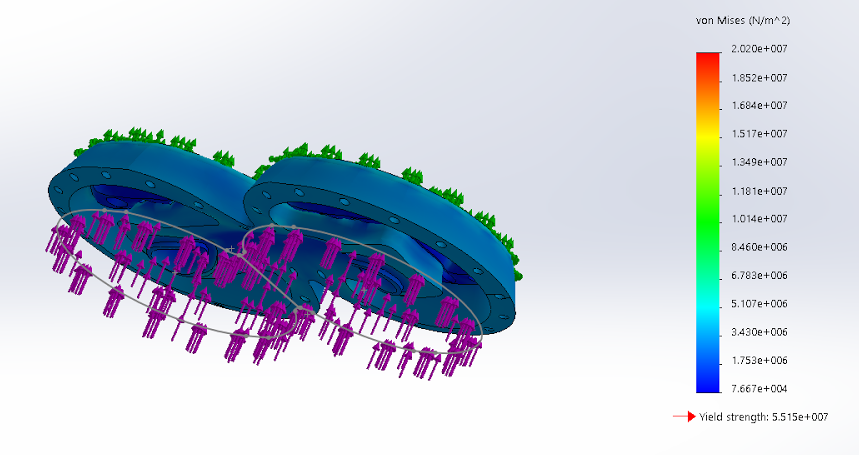 von Mises (N/m^2)
2.020e+007
1.852e+007
1.684e+007
1.517e+007
1.349e+007
1.181e+007
1.014e+007
8.460e+006
6.783e+006
5.107e+006
3.430e+006
1.753e+006
7.667e+004
Yield strength: 5.515e+007